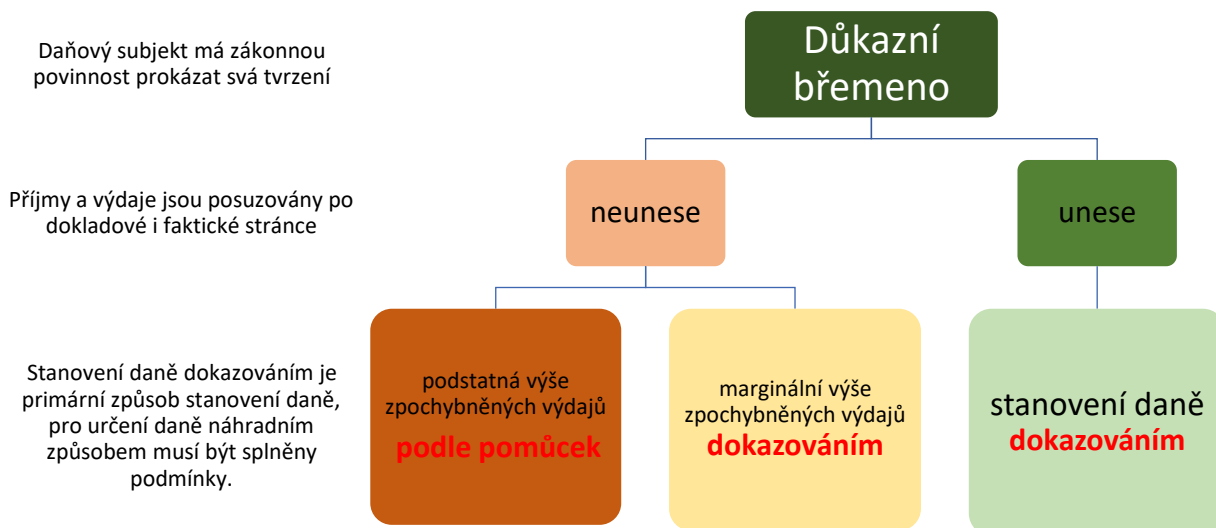 Daňový subjekt má zákonnou
povinnost prokázat svá tvrzení
Důkazní
břemeno
Příjmy a výdaje jsou posuzovány po
dokladové i faktické stránce
neunese
unese
Stanovení daně dokazováním je
primární způsob stanovení daně,
pro určení daně náhradním
způsobem musí být splněny
podmínky.
podstatná výše
zpochybněných výdajů
podle pomůcek
marginální výše
zpochybněných výdajů
dokazováním
stanovení daně
dokazováním